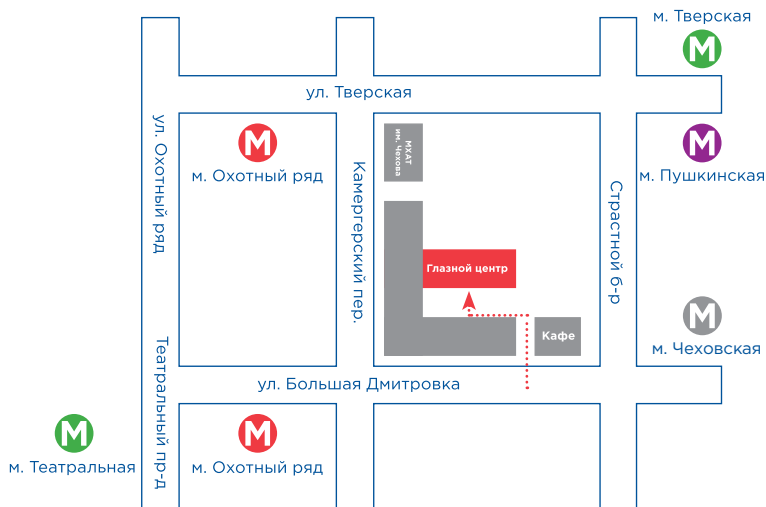 м. Тверская
М
ул. Тверская
М
М
МХАТ
им. Чехова
м. Охотный ряд
м. Пушкинская
ул. Охотный ряд
Камергерский пер.
Страстной б-р
Глазной центр
М
Кафе
м. Чеховская
Театральный пр-д
ул. Большая Дмитровка
М
М
м. Театральная
м. Охотный ряд